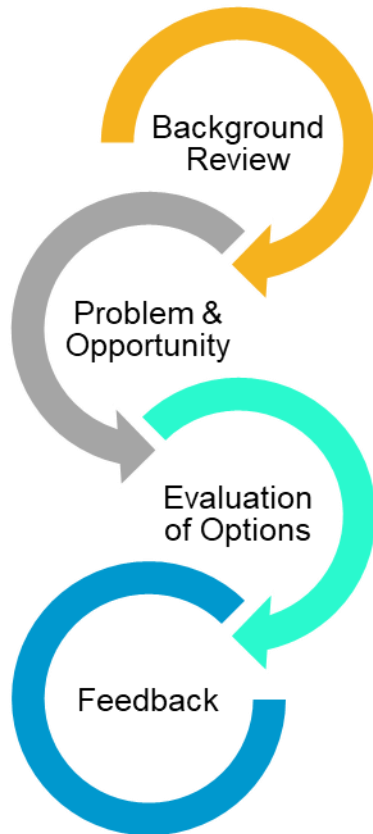 Background
Review
Problem &
Opportunity
Evaluation
of Options
Feedback